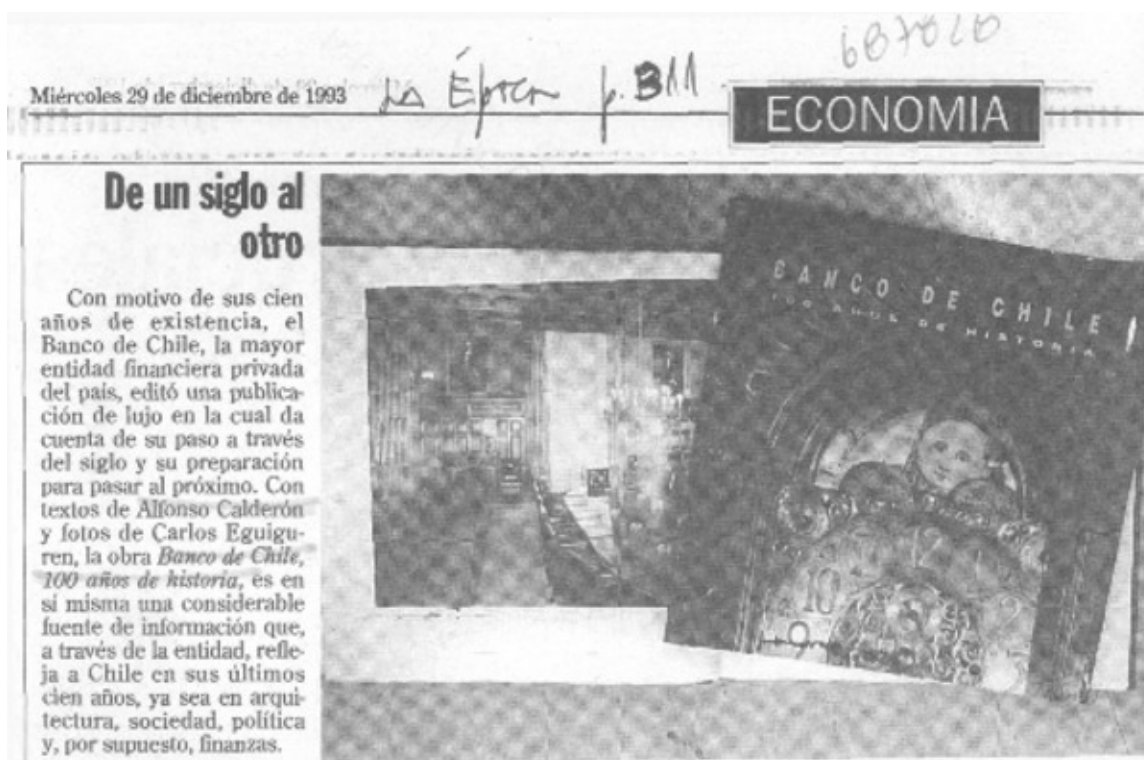 687828
Miércoles 29 de diciembre de 1993 La Época p. B11
ECONOMIA
De un siglo al
otro
Con motivo de sus cien
años de existencia, el
Banco de Chile, la mayor
entidad financiera privada
del país, editó una publica-
ción de lujo en la cual da
cuenta de su paso a través
del siglo y su preparación
para pasar al próximo. Con
textos de Alfonso Calderón
y fotos de Carlos Eguigu-
ren, la obra Banco de Chile,
100 años de historia, es en
sí misma una considerable
fuente de información que,
a través de la entidad, refle-
ja a Chile en sus últimos
cien años, ya sea en arqui-
tectura, sociedad, política
y, por supuesto, finanzas.
BANCO DE CHILE
100 AÑOS DE HISTORIA
10
9